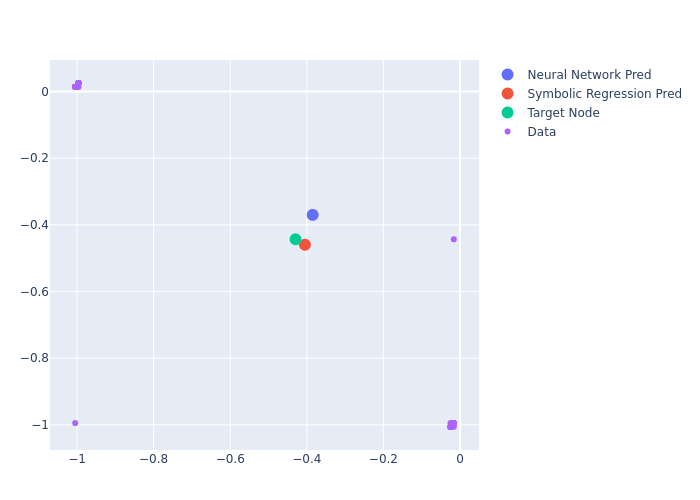 Neural Network Pred
Symbolic Regression Pred
Target Node
Data
0
−0.2
−0.4
−0.6
−0.8
−1
−1 −0.8 −0.6 −0.4 −0.2 0